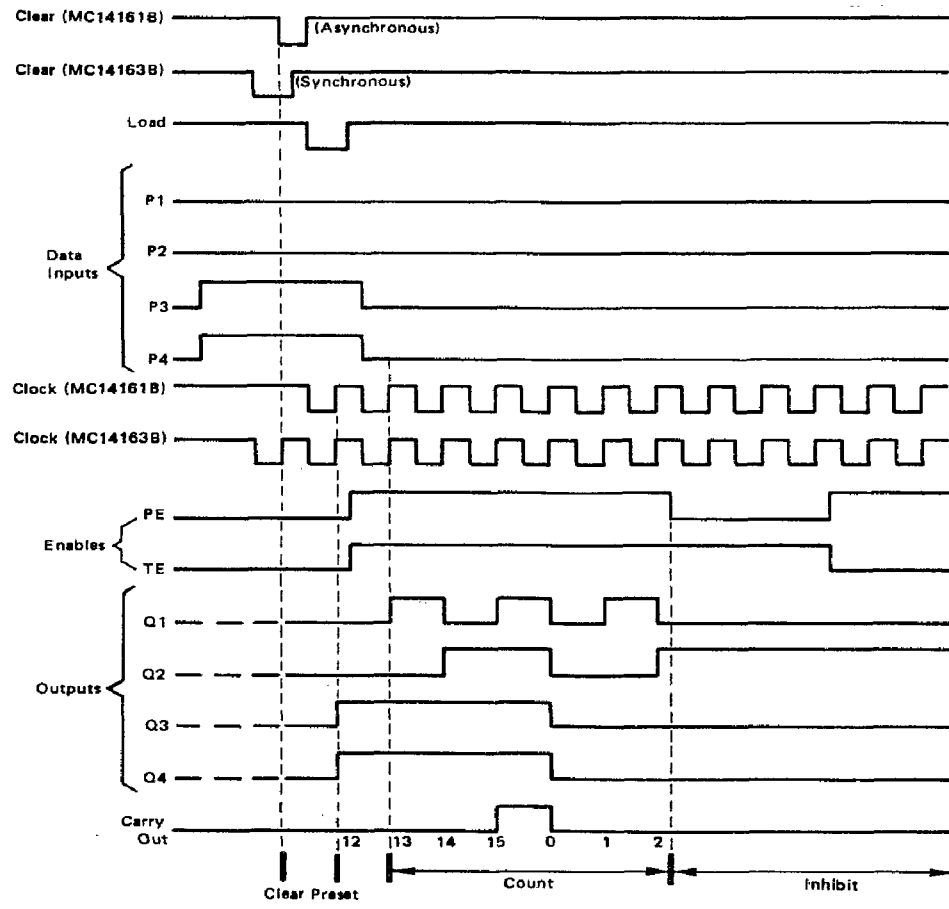 Clear (MC14161B)
(Asynchronous)
Clear (MC14163B)
(Synchronous)
Load
P1
P2
Data
Inputs
P3
P4
Clock (MC14161B)
Clock (MC14163B)
PE
Enables
TE
Q1
Q2
Outputs
Q3
Q4
Carry
Out
12 13 14 15 0 1 2
Clear Preset
Count
Inhibit